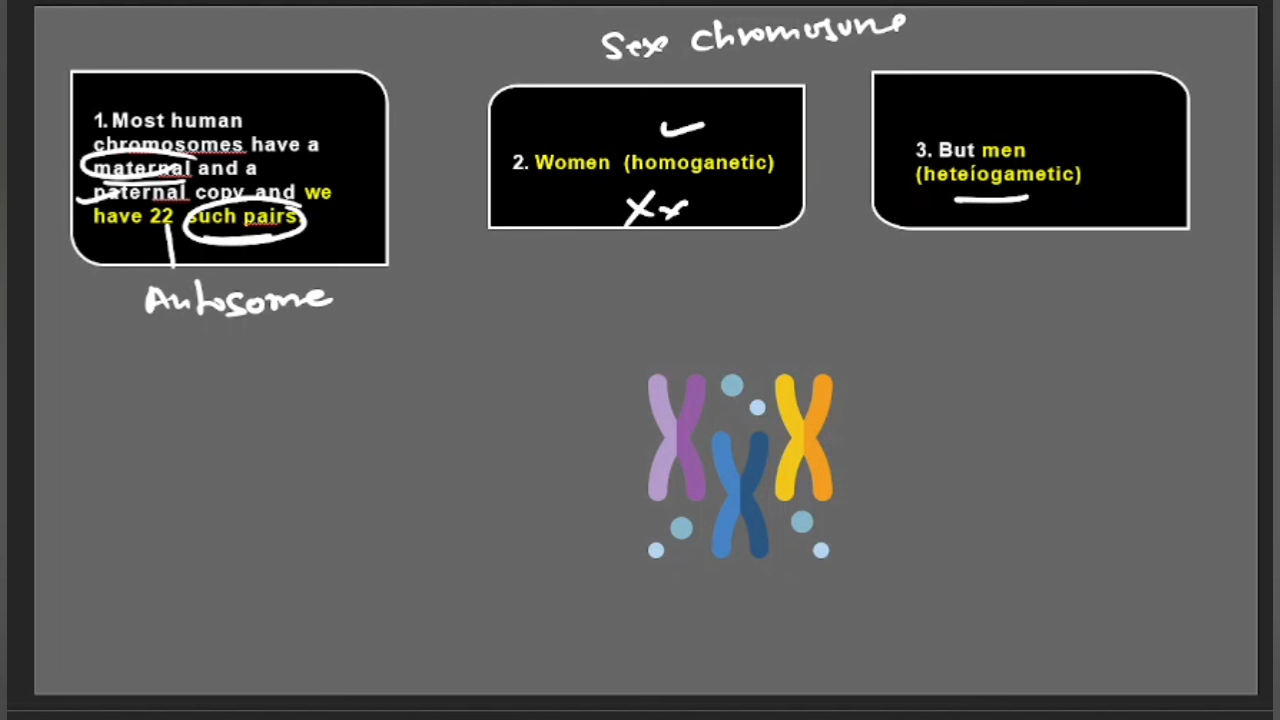 Sex chromosone
1. Most human
chromosomes have a
maternal and a
paternal copy and we
have 22 such pairs
Autosome
2. Women (homoganetic)
Xx
3. But men
(heteíogametic)